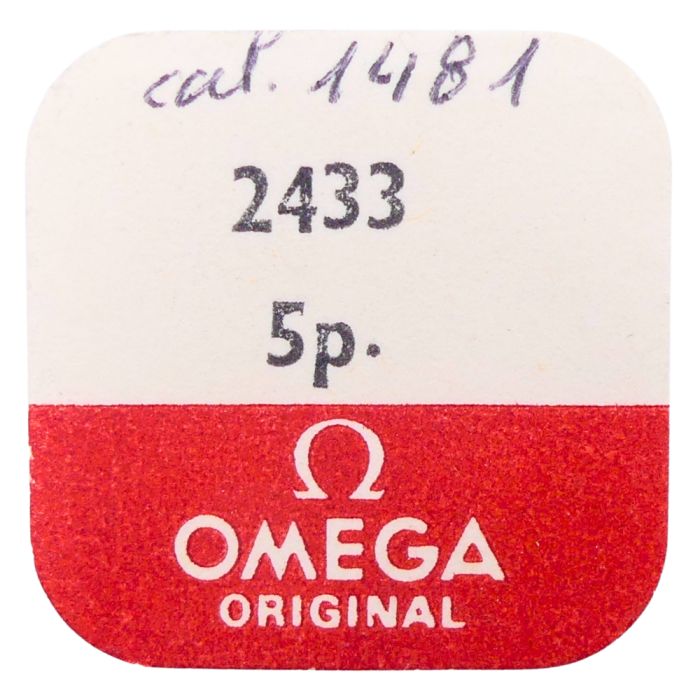 cal. 1481
2433
5p.
Ω
OMEGA
ORIGINAL